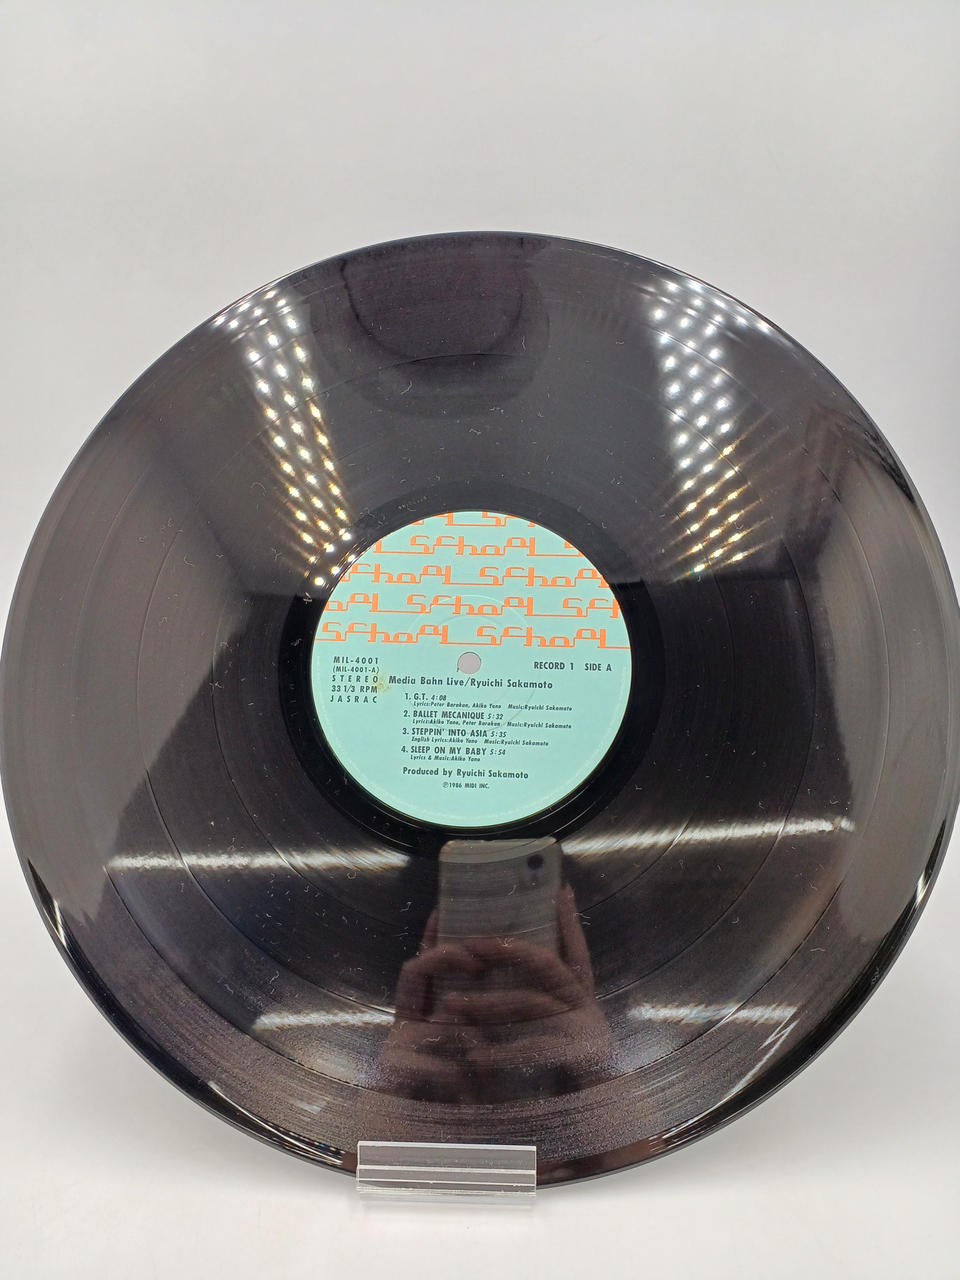 School School
School School
School School
School School
MIL-4001
(MIL-4001-A)
STEREO
33 1/3 RPM
JASRAC
RECORD 1 SIDE A
Media Bahn Live/Ryuichi Sakamoto
1. G.T. 4:08
Lyrics:Peter Barakan, Akiko Yano Music:Ryuichi Sakamoto
2. BALLET MECANIQUE 5:32
Lyrics:Akiko Yano, Peter Barakan Music:Ryuichi Sakamoto
3. STEPPIN' INTO ASIA 5:35
English Lyrics:Akiko Yano Music:Ryuichi Sakamoto
4. SLEEP ON MY BABY 5:54
Lyrics & Music:Akiko Yano
Produced by Ryuichi Sakamoto
℗1986 MIDI INC.